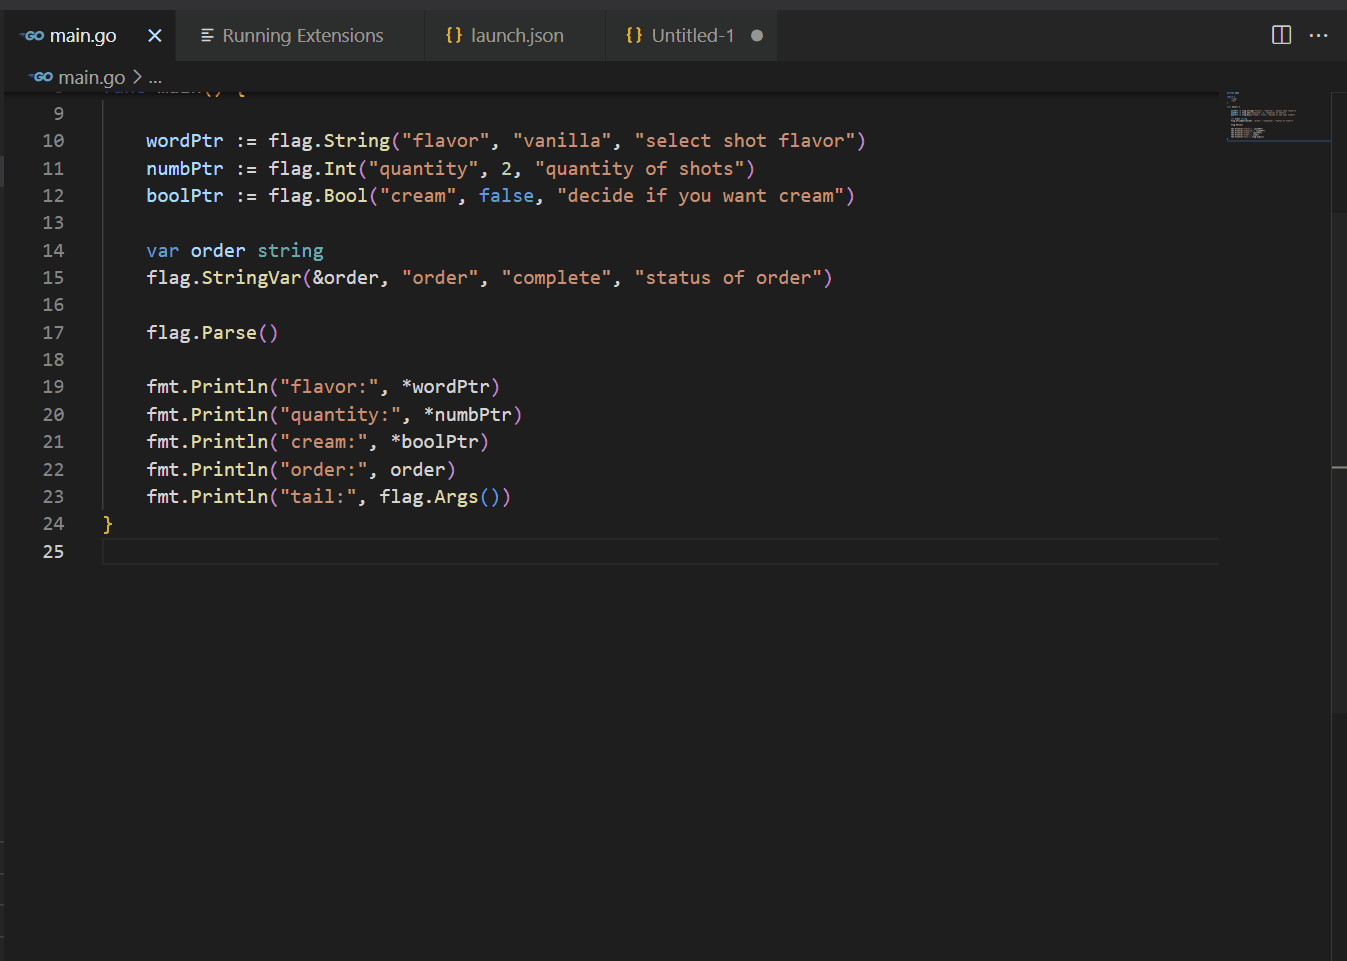 GO main.go × Running Extensions {} launch.json {} Untitled-1 ● ...
GO main.go > ...
9
10 wordPtr := flag.String("flavor", "vanilla", "select shot flavor")
11 numbPtr := flag.Int("quantity", 2, "quantity of shots")
12 boolPtr := flag.Bool("cream", false, "decide if you want cream")
13
14 var order string
15 flag.StringVar(&order, "order", "complete", "status of order")
16
17 flag.Parse()
18
19 fmt.Println("flavor:", *wordPtr)
20 fmt.Println("quantity:", *numbPtr)
21 fmt.Println("cream:", *boolPtr)
22 fmt.Println("order:", order)
23 fmt.Println("tail:", flag.Args())
24 }
25